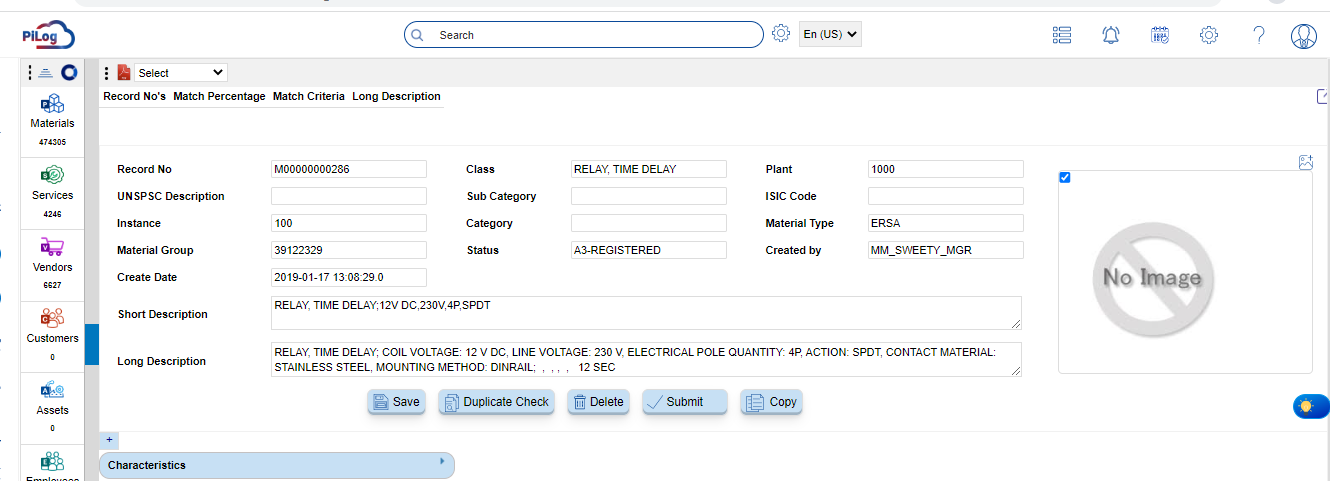 PiLog
Search
En (US)
Select
Record No's Match Percentage Match Criteria Long Description
Materials
474305
Services
4246
Vendors
6627
Customers
0
Assets
0
Employees
Record No M00000000286 Class RELAY, TIME DELAY Plant 1000
UNSPSC Description Sub Category ISIC Code
Instance 100 Category Material Type ERSA
Material Group 39122329 Status A3-REGISTERED Created by MM_SWEETY_MGR
Create Date 2019-01-17 13:08:29.0
Short Description RELAY, TIME DELAY;12V DC,230V,4P,SPDT
Long Description RELAY, TIME DELAY; COIL VOLTAGE: 12 V DC, LINE VOLTAGE: 230 V, ELECTRICAL POLE QUANTITY: 4P, ACTION: SPDT, CONTACT MATERIAL:
STAINLESS STEEL, MOUNTING METHOD: DINRAIL; , , , , 12 SEC
No Image
Save Duplicate Check Delete Submit Copy
+
Characteristics